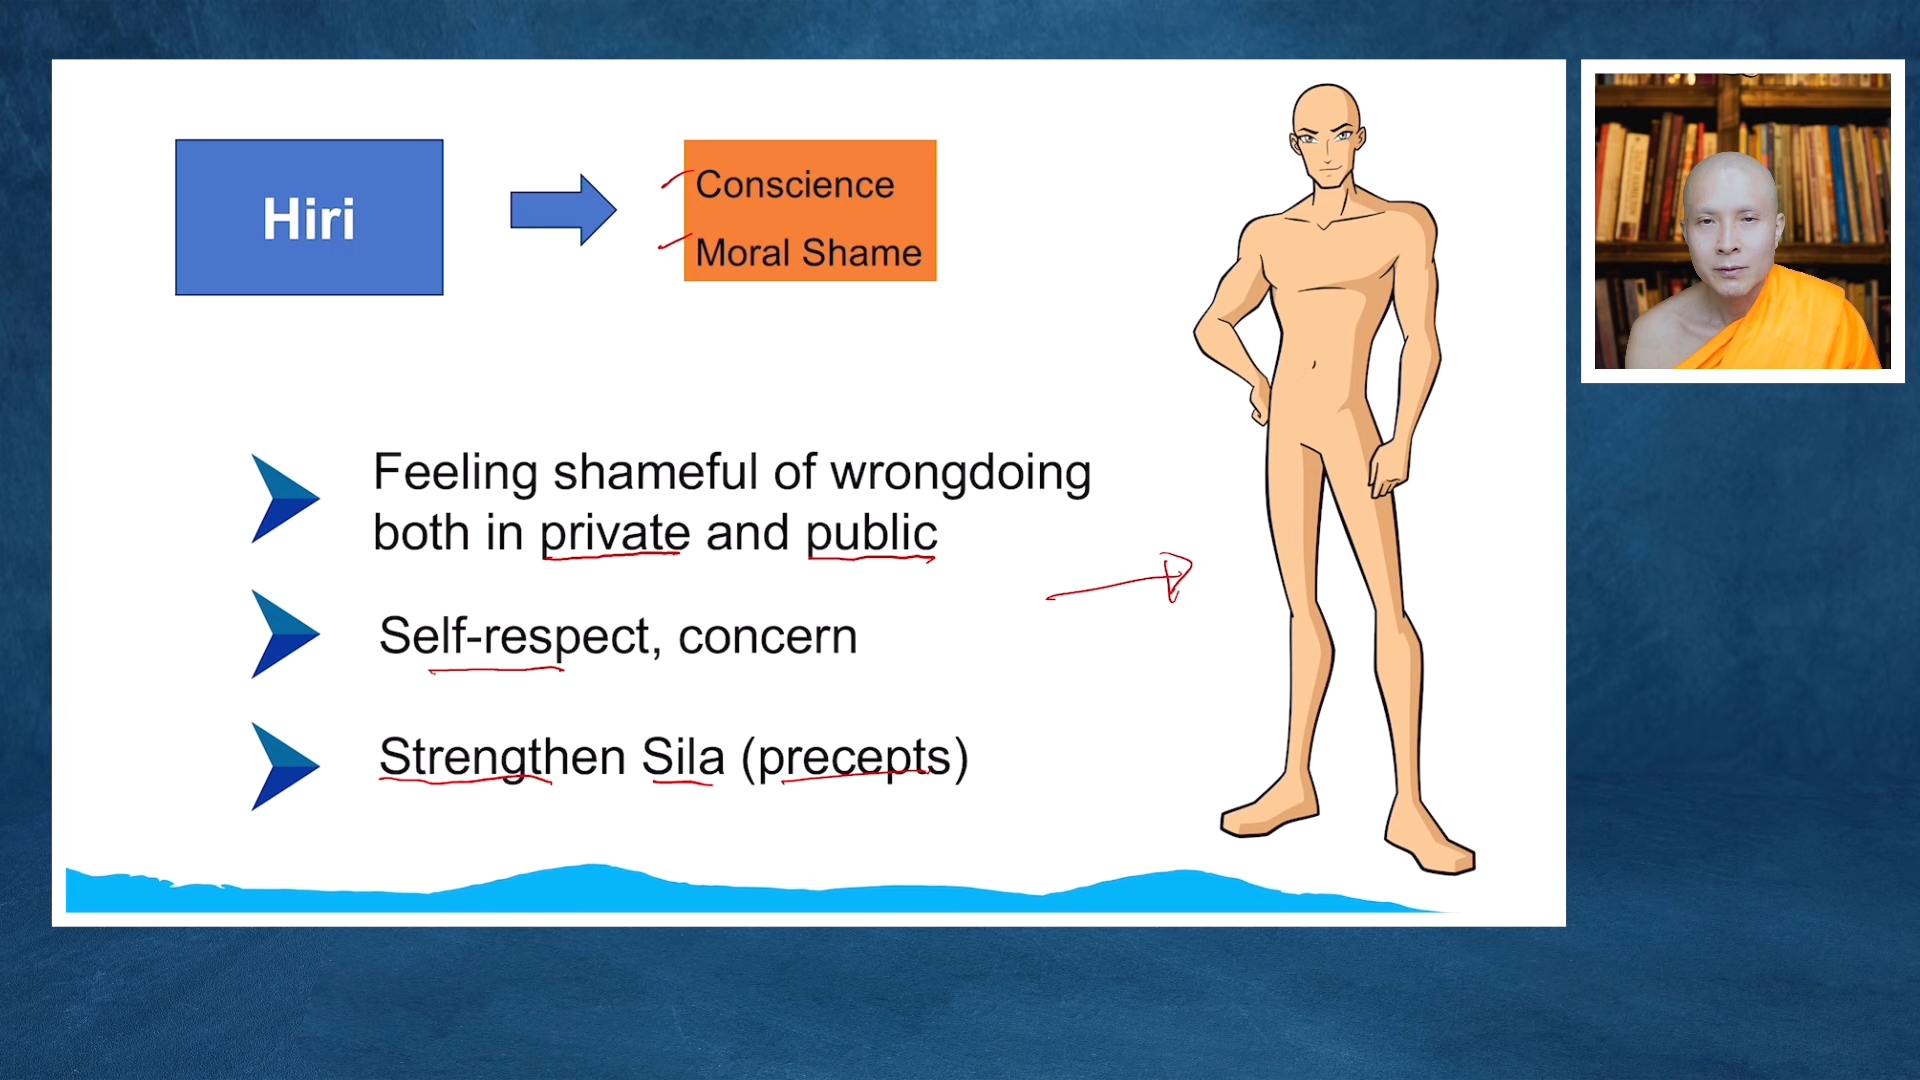 Hiri
Conscience
Moral Shame
Feeling shameful of wrongdoing
both in private and public
Self-respect, concern
Strengthen Sila (precepts)